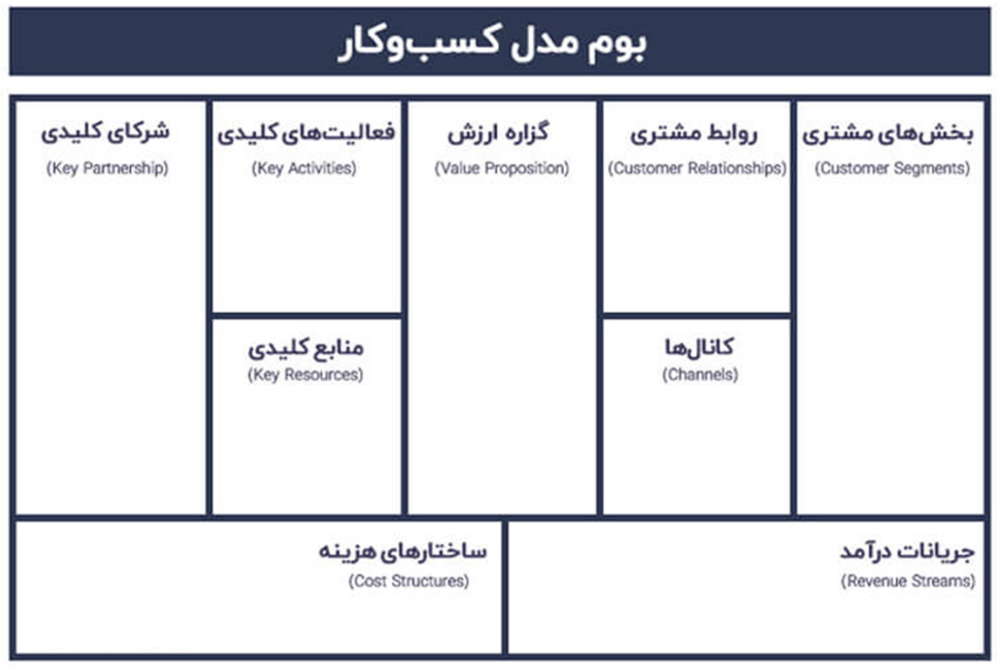 بوم مدل کسب‌وکار
بخش‌های مشتری
(Customer Segments)
روابط مشتری
(Customer Relationships)
کانال‌ها
(Channels)
گزاره ارزش
(Value Proposition)
فعالیت‌های کلیدی
(Key Activities)
منابع کلیدی
(Key Resources)
شرکای کلیدی
(Key Partnership)
جریانات درآمد
(Revenue Streams)
ساختارهای هزینه
(Cost Structures)